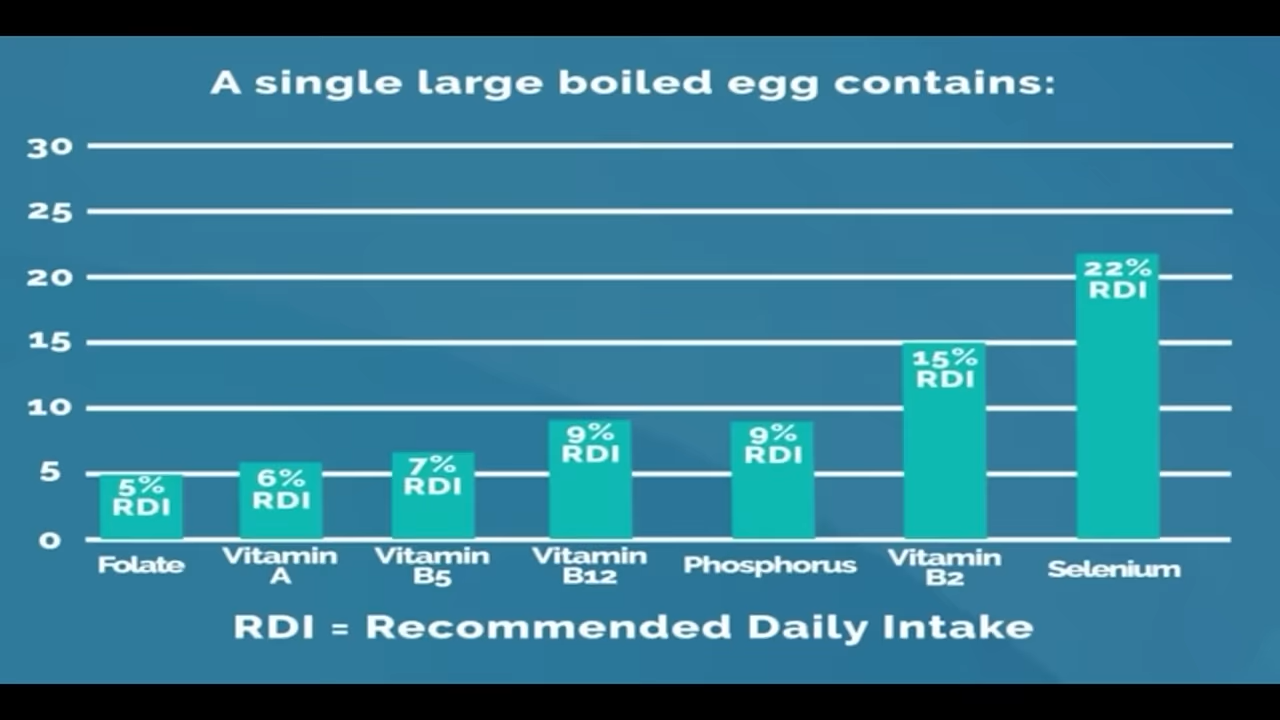 A single large boiled egg contains:
30
25
20
15
10
5
0
5%
RDI
6%
RDI
7%
RDI
9%
RDI
9%
RDI
15%
RDI
22%
RDI
Folate
Vitamin
A
Vitamin
B5
Vitamin
B12
Phosphorus
Vitamin
B2
Selenium
RDI = Recommended Daily Intake